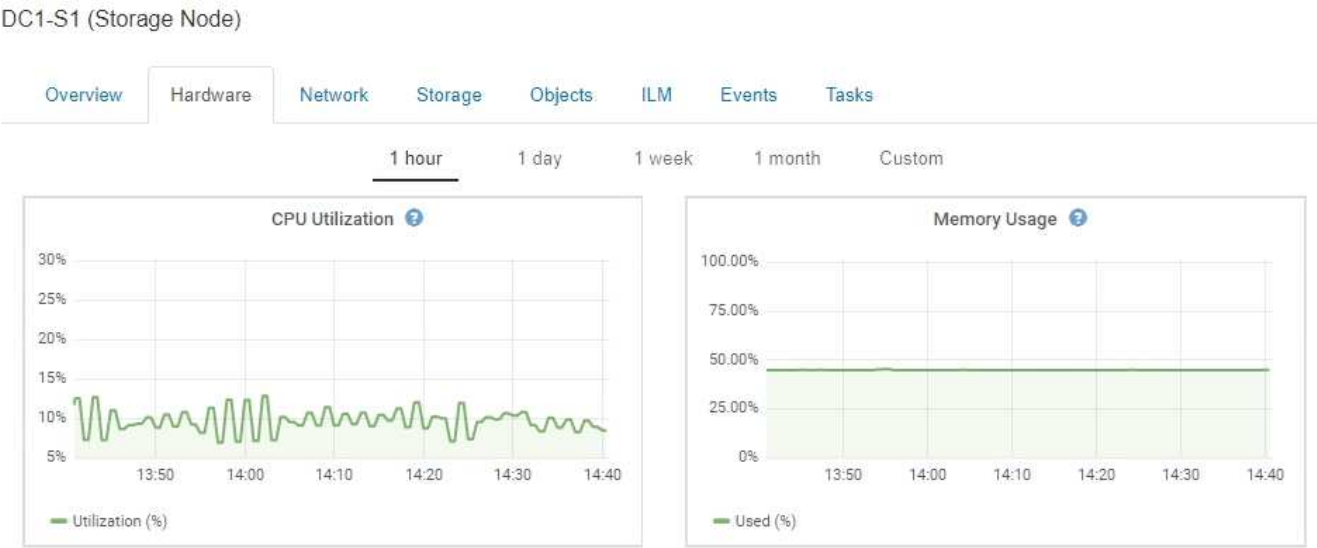 DC1-S1 (Storage Node)
Overview Hardware Network Storage Objects ILM Events Tasks
1 hour 1 day 1 week 1 month Custom
CPU Utilization ?
30%
25%
20%
15%
10%
5%
13:50 14:00 14:10 14:20 14:30 14:40
Utilization (%)
Memory Usage ?
100.00%
75.00%
50.00%
25.00%
0%
13:50 14:00 14:10 14:20 14:30 14:40
Used (%)